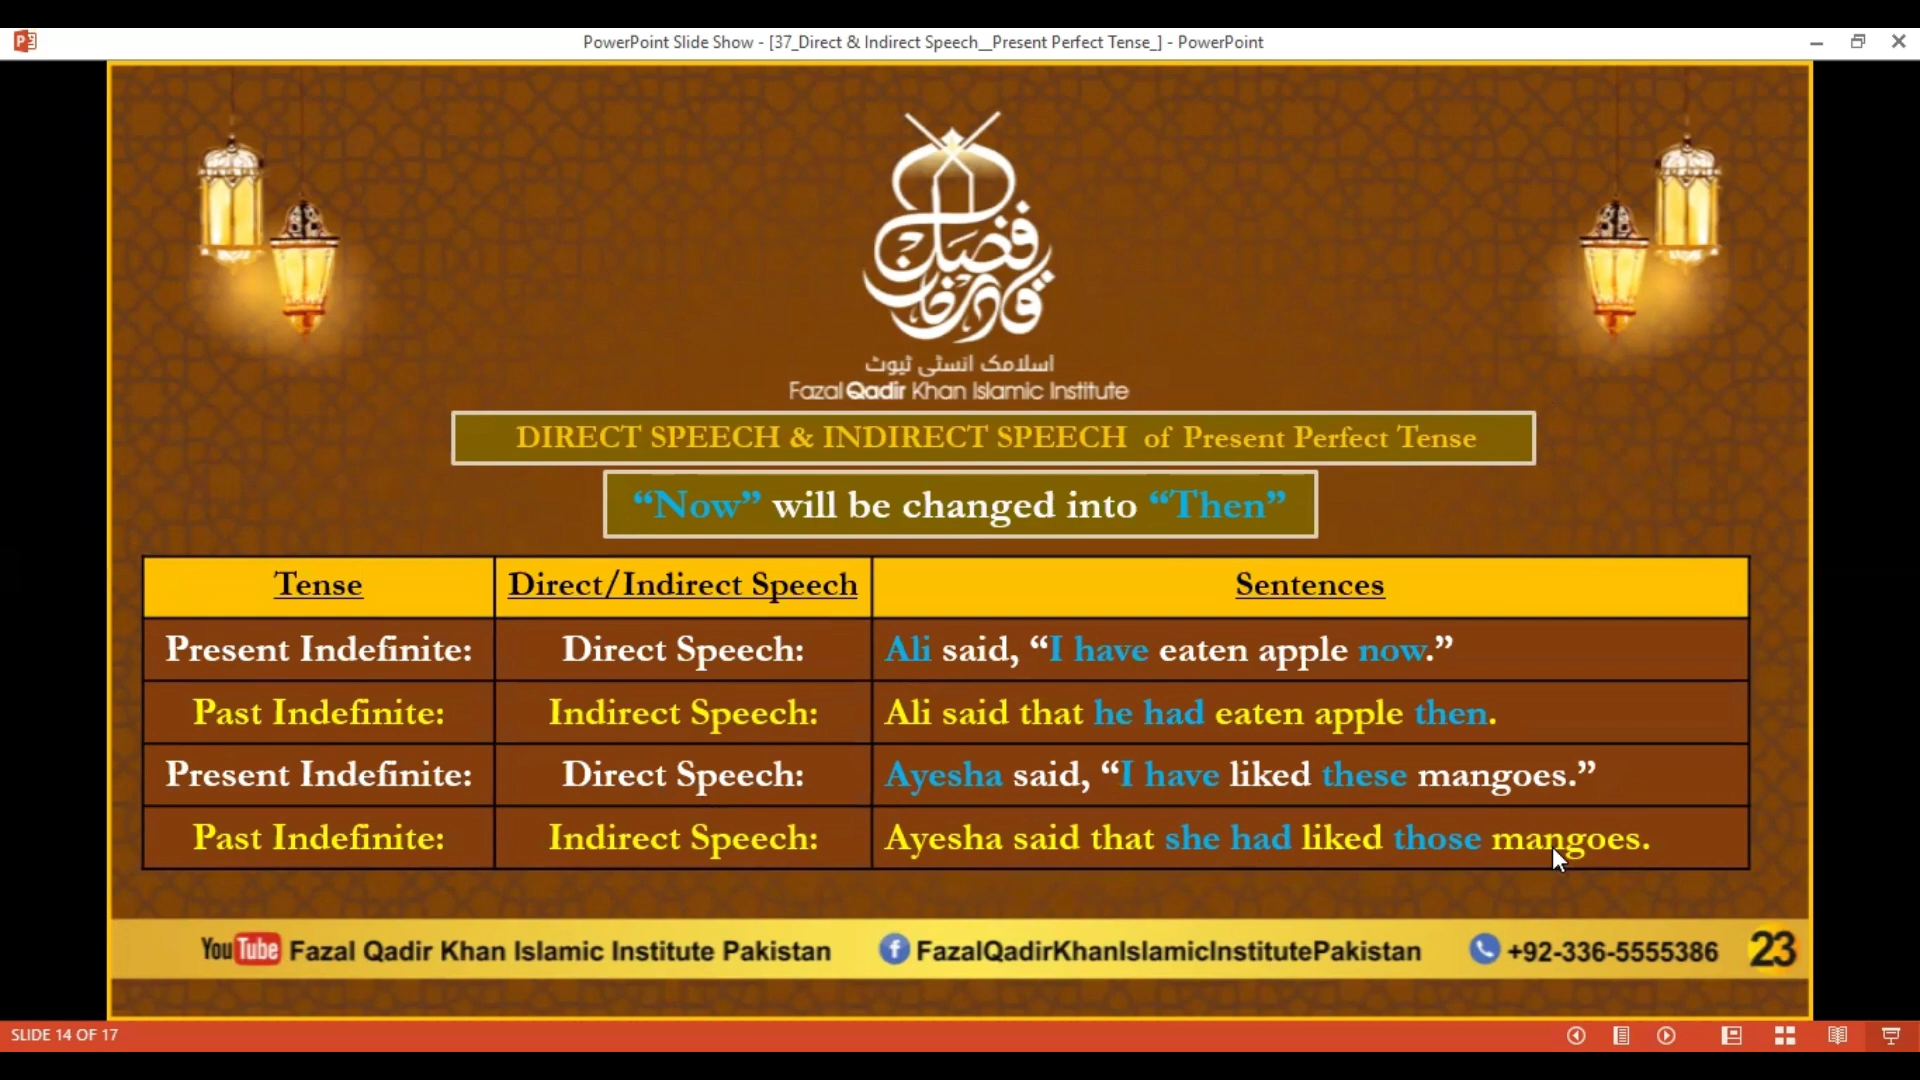 PowerPoint Slide Show - [37_Direct & Indirect Speech__Present Perfect Tense_] - PowerPoint
فضل
قادر خان
اسلامک انسٹی ٹیوٹ
Fazal Qadir Khan Islamic Institute
DIRECT SPEECH & INDIRECT SPEECH of Present Perfect Tense
“Now” will be changed into “Then”
Tense Direct/Indirect Speech Sentences
Present Indefinite: Direct Speech: Ali said, “I have eaten apple now.”
Past Indefinite: Indirect Speech: Ali said that he had eaten apple then.
Present Indefinite: Direct Speech: Ayesha said, “I have liked these mangoes.”
Past Indefinite: Indirect Speech: Ayesha said that she had liked those mangoes.
YouTube Fazal Qadir Khan Islamic Institute Pakistan f FazalQadirKhanIslamicInstitutePakistan +92-336-5555386 23
SLIDE 14 OF 17